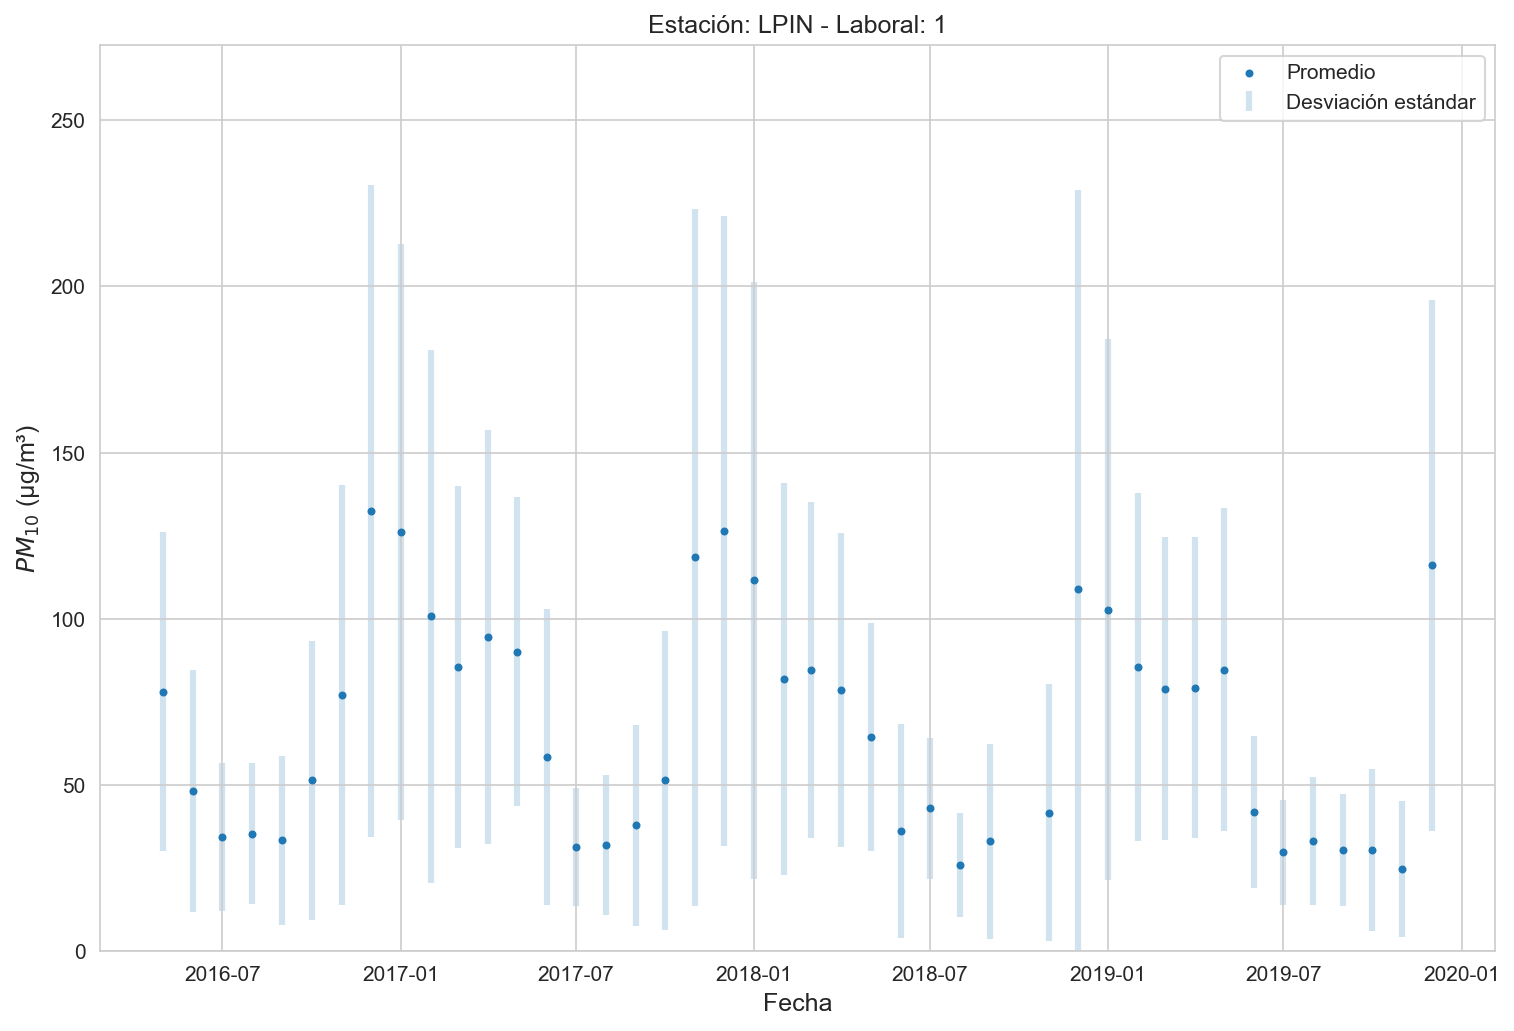 Estación: LPIN - Laboral: 1
Promedio
Desviación estándar
250
200
150
100
50
0
PM₁₀ (µg/m³)
2016-07
2017-01
2017-07
2018-01
2018-07
2019-01
2019-07
2020-01
Fecha